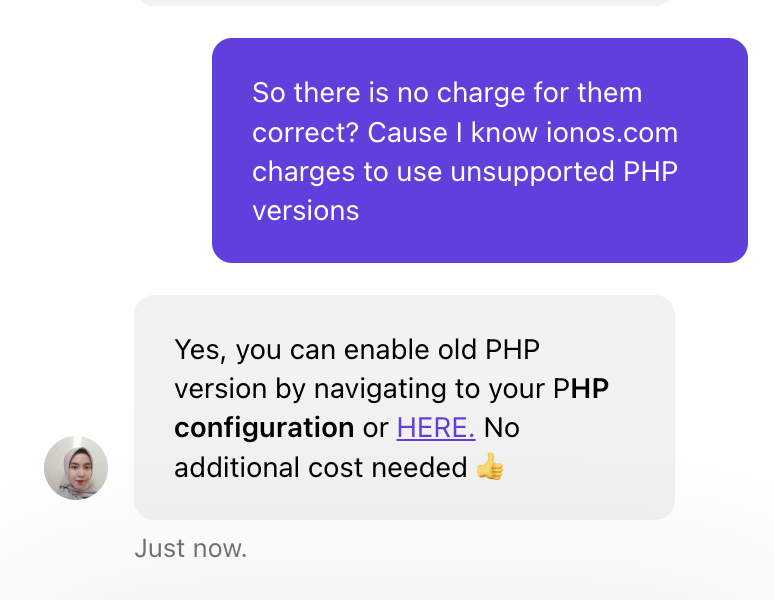 So there is no charge for them
correct? Cause I know ionos.com
charges to use unsupported PHP
versions
Yes, you can enable old PHP
version by navigating to your PHP
configuration or HERE. No
additional cost needed 👍
Just now.